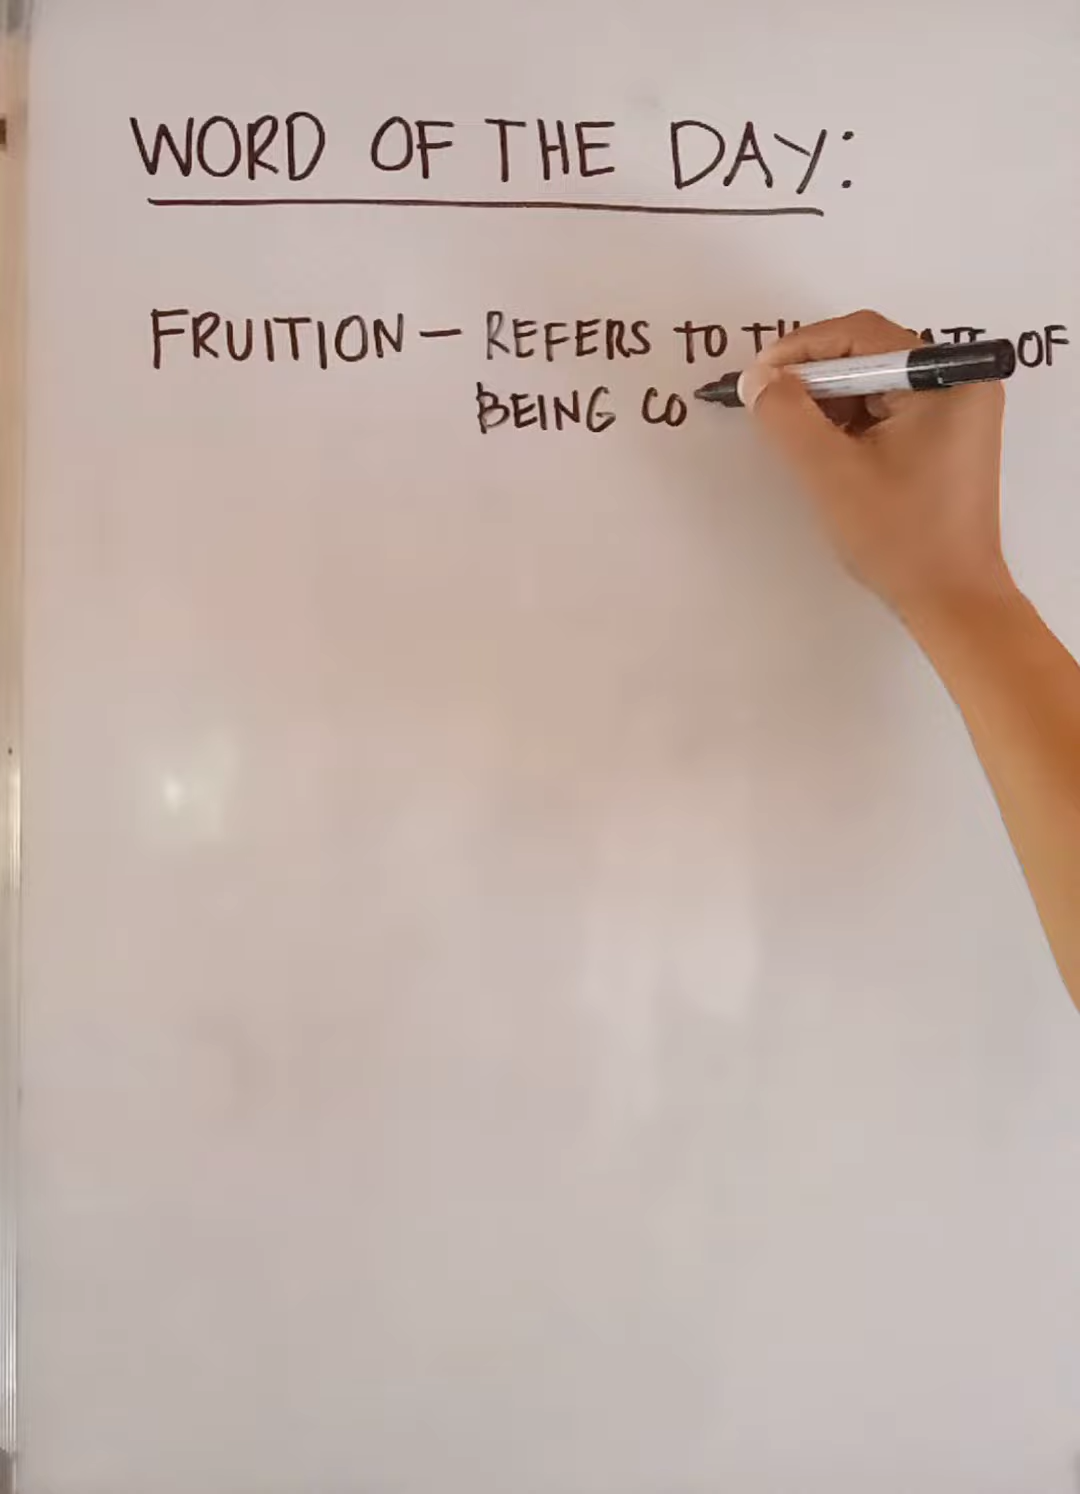 WORD OF THE DAY:
FRUITION — REFERS TO OF
BEING CO